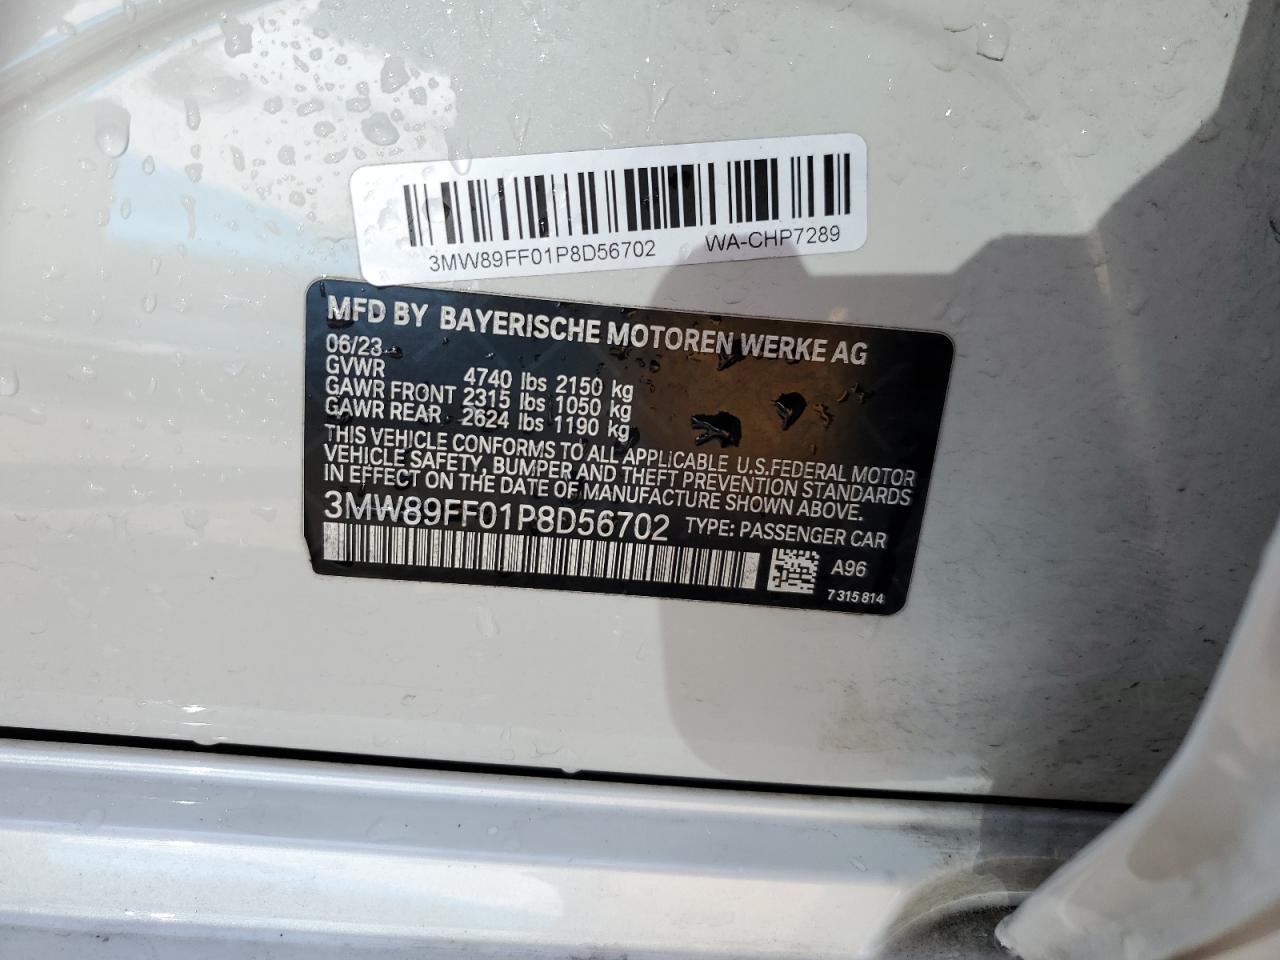 3MW89FF01P8D56702 WA-CHP7289
MFD BY BAYERISCHE MOTOREN WERKE AG
06/23
GVWR 4740 lbs 2150 kg
GAWR FRONT 2315 lbs 1050 kg
GAWR REAR 2624 lbs 1190 kg
THIS VEHICLE CONFORMS TO ALL APPLICABLE U.S.FEDERAL MOTOR
VEHICLE SAFETY, BUMPER AND THEFT PREVENTION STANDARDS
IN EFFECT ON THE DATE OF MANUFACTURE SHOWN ABOVE.
3MW89FF01P8D56702 TYPE: PASSENGER CAR
A96
7 315 814